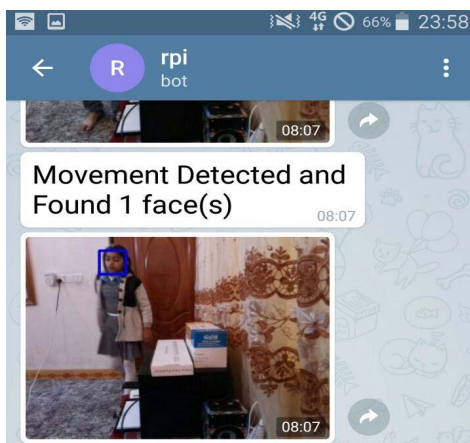 4G 66% 23:58
R rpi
bot
08:07
Movement Detected and
Found 1 face(s)
08:07
08:07